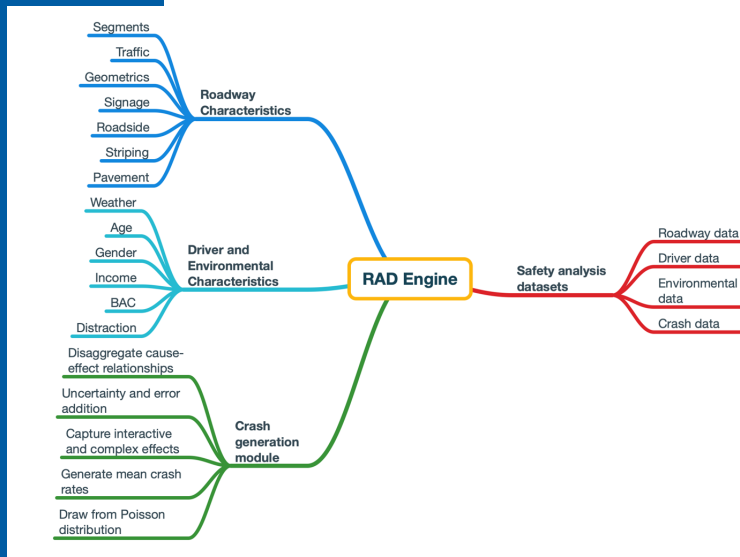 Segments
Traffic
Geometrics
Signage
Roadside
Striping
Pavement
Roadway
Characteristics
Weather
Age
Gender
Income
BAC
Distraction
Driver and
Environmental
Characteristics
Disaggregate cause-
effect relationships
Uncertainty and error
addition
Capture interactive
and complex effects
Generate mean crash
rates
Draw from Poisson
distribution
Crash
generation
module
RAD Engine
Safety analysis
datasets
Roadway data
Driver data
Environmental
data
Crash data